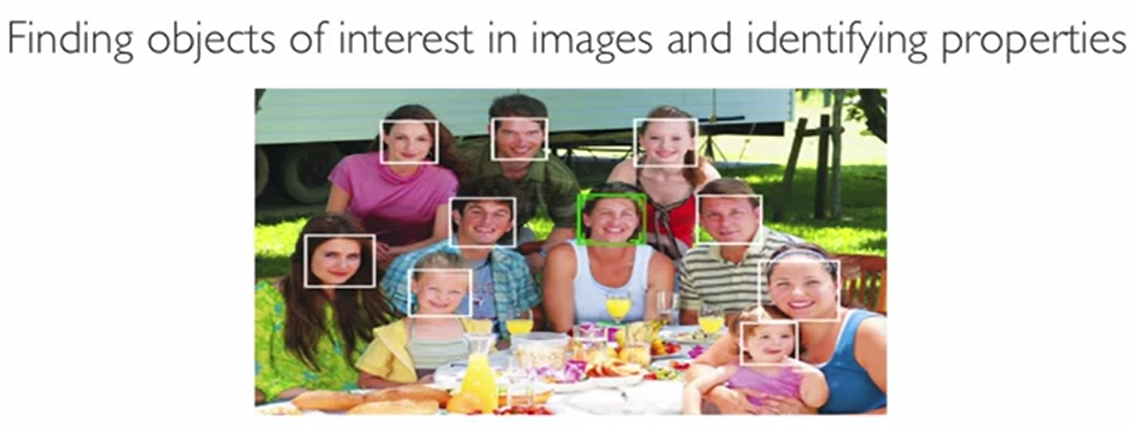 Finding objects of interest in images and identifying properties